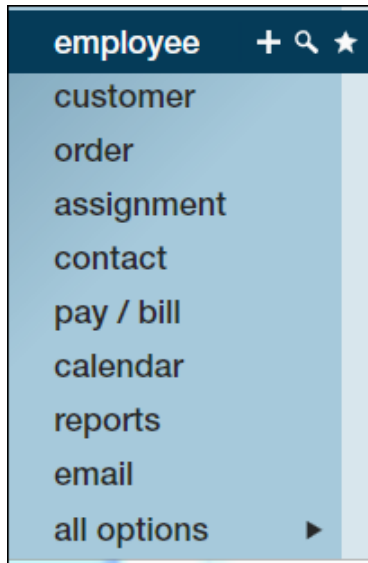 employee
customer
order
assignment
contact
pay / bill
calendar
reports
email
all options